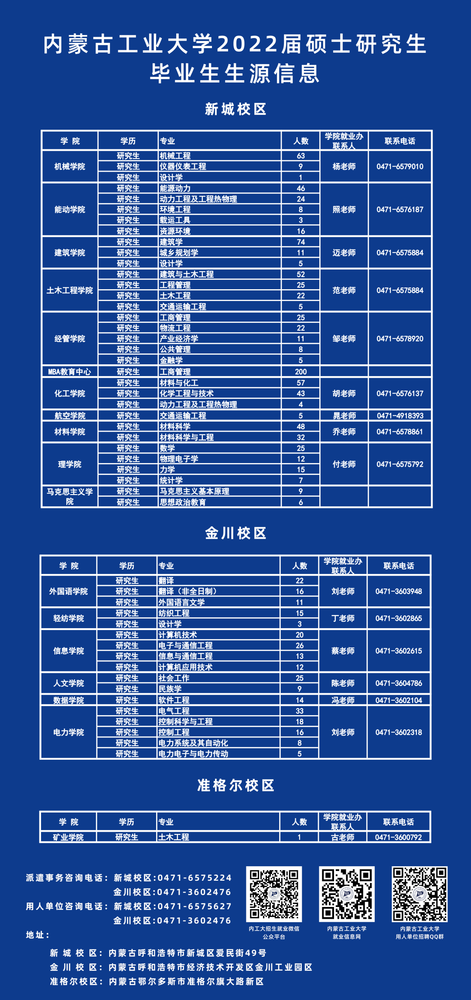 内蒙古工业大学2022届硕士研究生
毕业生生源信息
新城校区
学 院 学历 专业 人数 学院就业办联系人 联系电话
机械学院 研究生 机械工程 63 杨老师 0471-6579010
研究生 仪器仪表工程 9
研究生 设计学 1
能动学院 研究生 能源动力 46 照老师 0471-6576187
研究生 动力工程及工程热物理 24
研究生 环境工程 8
研究生 载运工具 3
研究生 资源环境 16
建筑学院 研究生 建筑学 74 迈老师 0471-6575884
研究生 城乡规划学 11
研究生 设计学 5
土木工程学院 研究生 建筑与土木工程 52 范老师 0471-6575884
研究生 工程管理 25
研究生 土木工程 22
研究生 交通运输工程 5
经管学院 研究生 工商管理 25 邹老师 0471-6578920
研究生 物流工程 22
研究生 产业经济学 11
研究生 公共管理 8
研究生 金融学 5
MBA教育中心 研究生 工商管理 200
化工学院 研究生 材料与化工 57 胡老师 0471-6576137
研究生 化学工程与技术 43
研究生 动力工程及工程热物理 4
航空学院 研究生 交通运输工程 5 晁老师 0471-4918393
材料学院 研究生 材料科学 48 乔老师 0471-6578861
研究生 材料科学与工程 32
理学院 研究生 数学 25 付老师 0471-6575792
研究生 物理电子学 12
研究生 力学 15
研究生 统计学 7
马克思主义学院 研究生 马克思主义基本原理 9
研究生 思想政治教育 6
金川校区
学 院 学历 专业 人数 学院就业办联系人 联系电话
外国语学院 研究生 翻译 22 刘老师 0471-3603948
研究生 翻译（非全日制） 16
研究生 外国语言文学 11
轻纺学院 研究生 纺织工程 15 丁老师 0471-3602865
研究生 设计学 3
信息学院 研究生 计算机技术 20 蔡老师 0471-3602615
研究生 电子与通信工程 26
研究生 信息与通信工程 13
研究生 计算机应用技术 12
人文学院 研究生 社会工作 25 陈老师 0471-3604786
研究生 民族学 9
数据学院 研究生 软件工程 14 冯老师 0471-3602104
电力学院 研究生 电气工程 33 刘老师 0471-3602318
研究生 控制科学与工程 18
研究生 控制工程 16
研究生 电力系统及其自动化 8
研究生 电力电子与电力传动 5
准格尔校区
学 院 学历 专业 人数 学院就业办联系人 联系电话
矿业学院 研究生 土木工程 1 古老师 0471-3600792
派遣事务咨询电话：新城校区:0471-6575224
金川校区:0471-3602476
用人单位咨询电话：新城校区:0471-6575627
金川校区:0471-3602476
内工大招生就业微信
公众平台
内蒙古工业大学
就业信息网
内蒙古工业大学
用人单位招聘QQ群
地址：
新 城 校 区：内蒙古呼和浩特市新城区爱民街49号
金 川 校 区：内蒙古呼和浩特市经济技术开发区金川工业园区
准格尔校区：内蒙古鄂尔多斯市准格尔旗大路新区